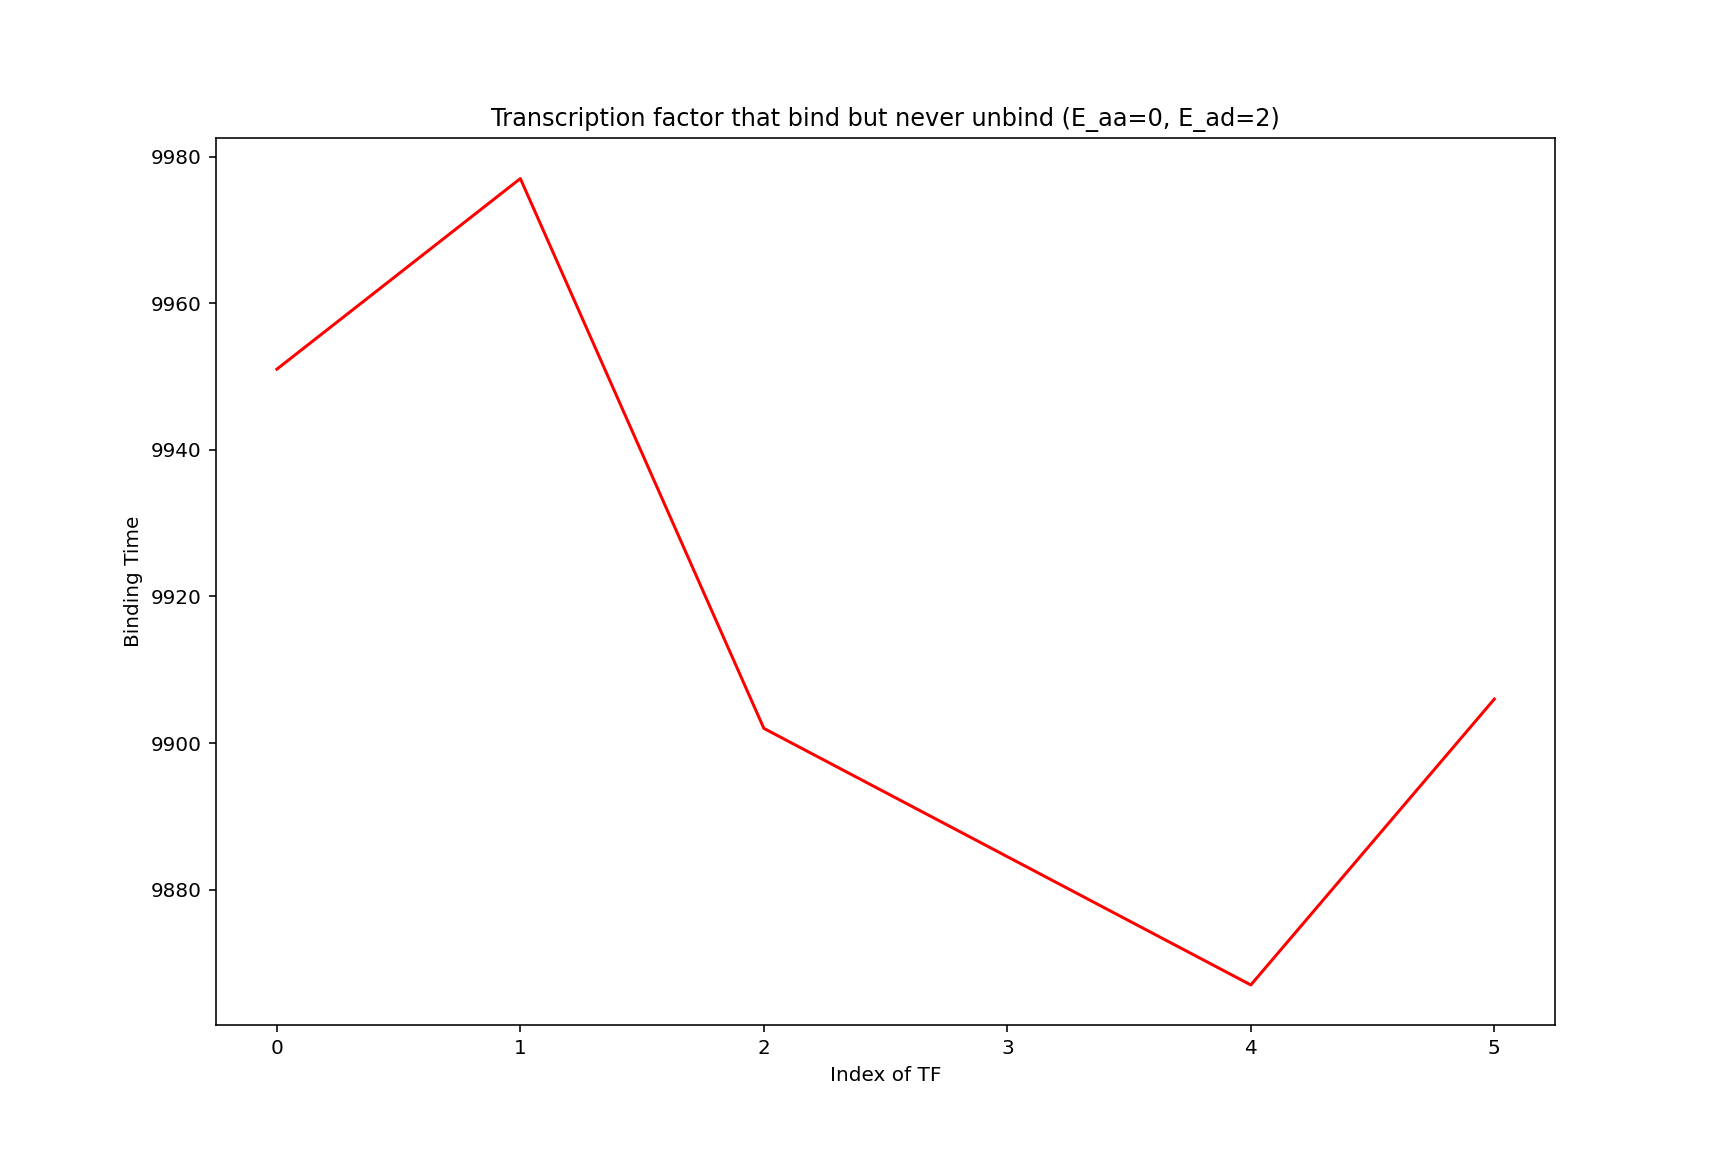 Transcription factor that bind but never unbind (E_aa=0, E_ad=2)
9980
9960
9940
9920
9900
9880
Binding Time
0 1 2 3 4 5
Index of TF